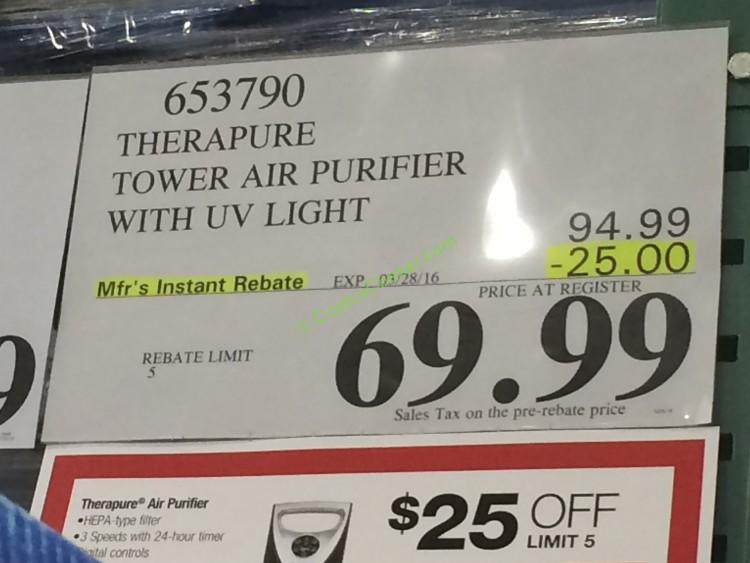 653790
THERAPURE
TOWER AIR PURIFIER
WITH UV LIGHT
94.99
-25.00
Mfr's Instant Rebate EXP. 03/28/16
PRICE AT REGISTER
69.99
REBATE LIMIT
5
Sales Tax on the pre-rebate price
9
Therapure® Air Purifier
•HEPA-type filter
•3 Speeds with 24-hour timer
controls
$25 OFF
LIMIT 5